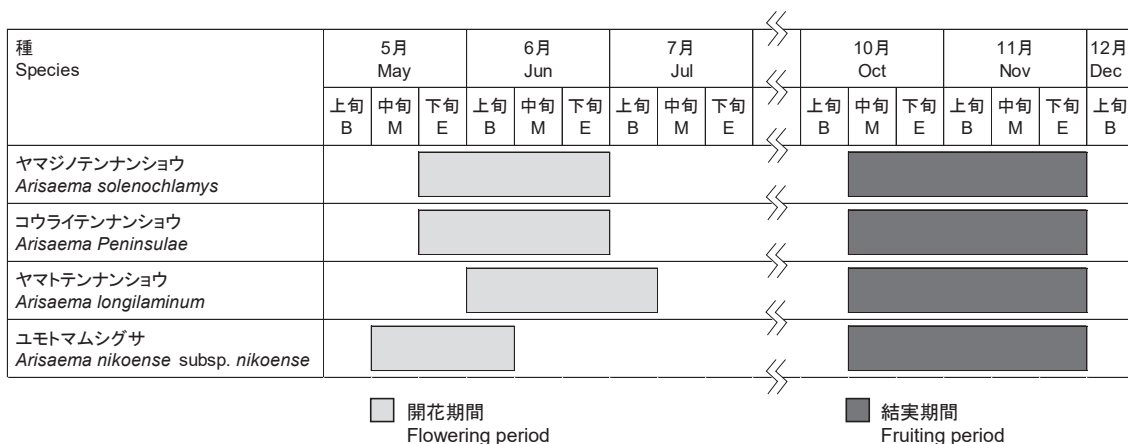 種
Species
5月
May
6月
Jun
7月
Jul
10月
Oct
11月
Nov
12月
Dec
上旬 中旬 下旬 上旬 中旬 下旬 上旬 中旬 下旬 上旬 中旬 下旬 上旬 中旬 下旬 上旬
B M E B M E B M E B M E B M E B
ヤマジノテンナンショウ
Arisaema solenochlamys
コウライテンナンショウ
Arisaema Peninsulae
ヤマトテンナンショウ
Arisaema longilaminum
ユモトマムシグサ
Arisaema nikoense subsp. nikoense
開花期間
Flowering period
結実期間
Fruiting period